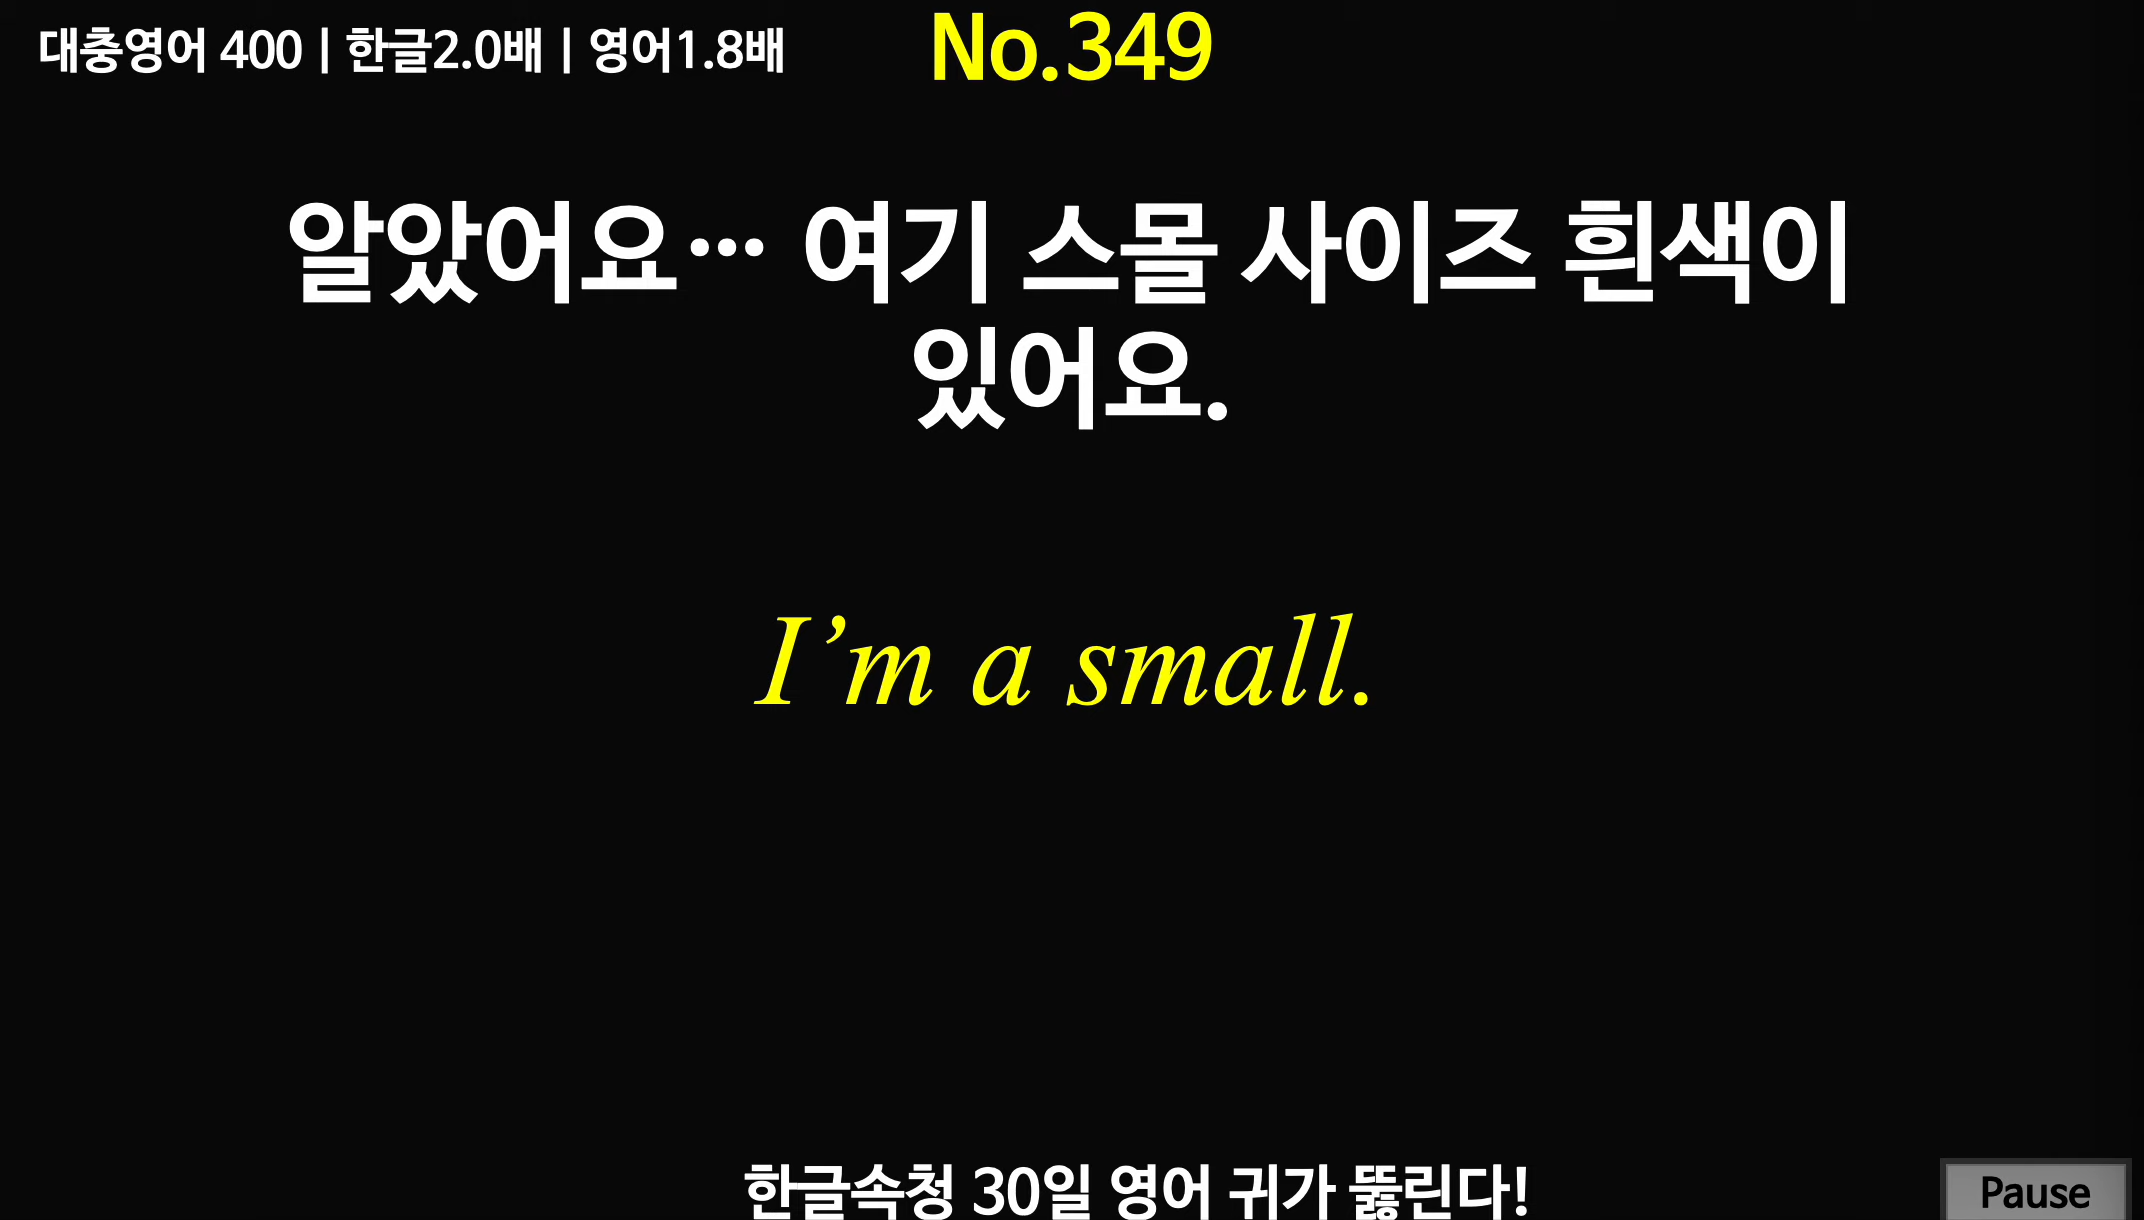 대충영어 400 | 한글2.0배 | 영어1.8배
No.349
알았어요… 여기 스몰 사이즈 흰색이
있어요.
I’m a small.
한글속청 30일 영어 귀가 뚫린다!
Pause